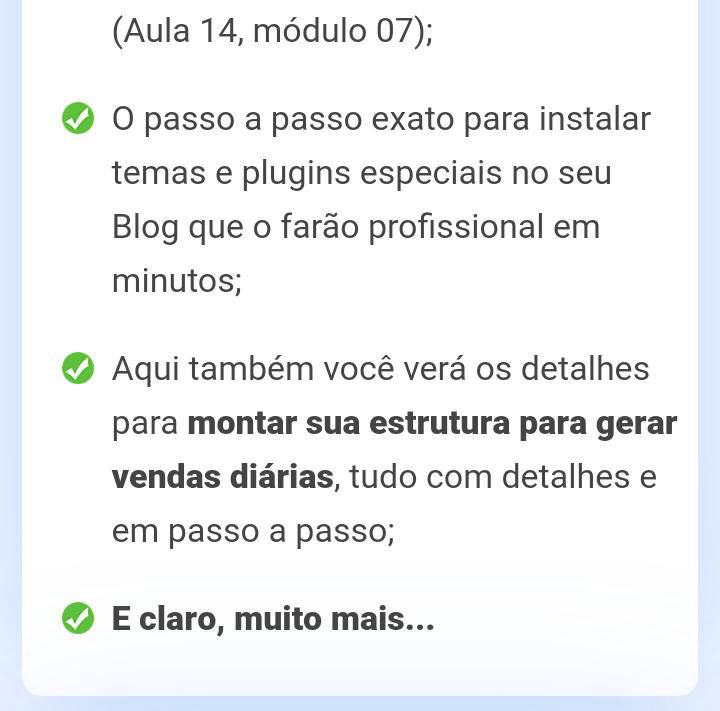 (Aula 14, módulo 07);
O passo a passo exato para instalar
temas e plugins especiais no seu
Blog que o farão profissional em
minutos;
Aqui também você verá os detalhes
para montar sua estrutura para gerar
vendas diárias, tudo com detalhes e
em passo a passo;
E claro, muito mais...